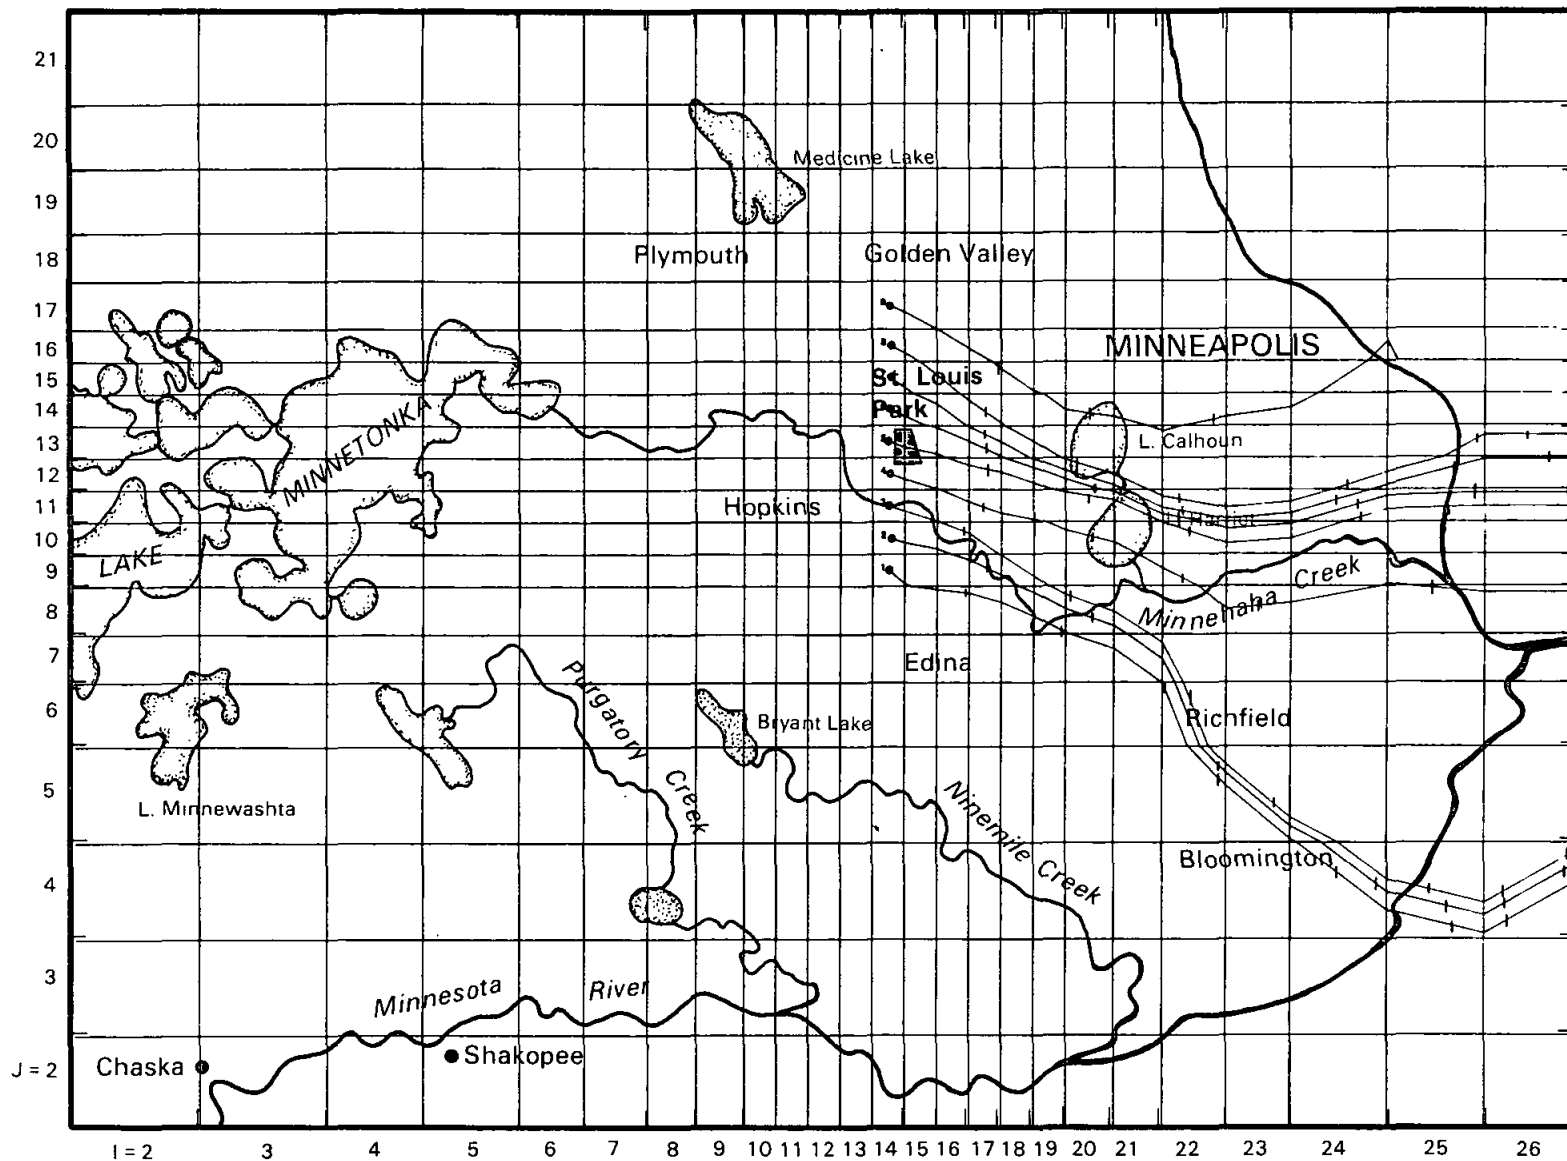 21
20
Medicine Lake
19
18
Plymouth
Golden Valley
17
MINNEAPOLIS
16
15
St. Louis
Park
14
MINNETONKA
13
L. Calhoun
12
Hopkins
11
10
LAKE
9
Minnehaha Creek
8
7
Edina
Purgatory Creek
6
Bryant Lake
Richfield
5
L. Minnewashta
Ninemile Creek
4
Bloomington
3
Minnesota River
J = 2
Chaska
Shakopee
I = 2 3 4 5 6 7 8 9 10 11 12 13 14 15 16 17 18 19 20 21 22 23 24 25 26